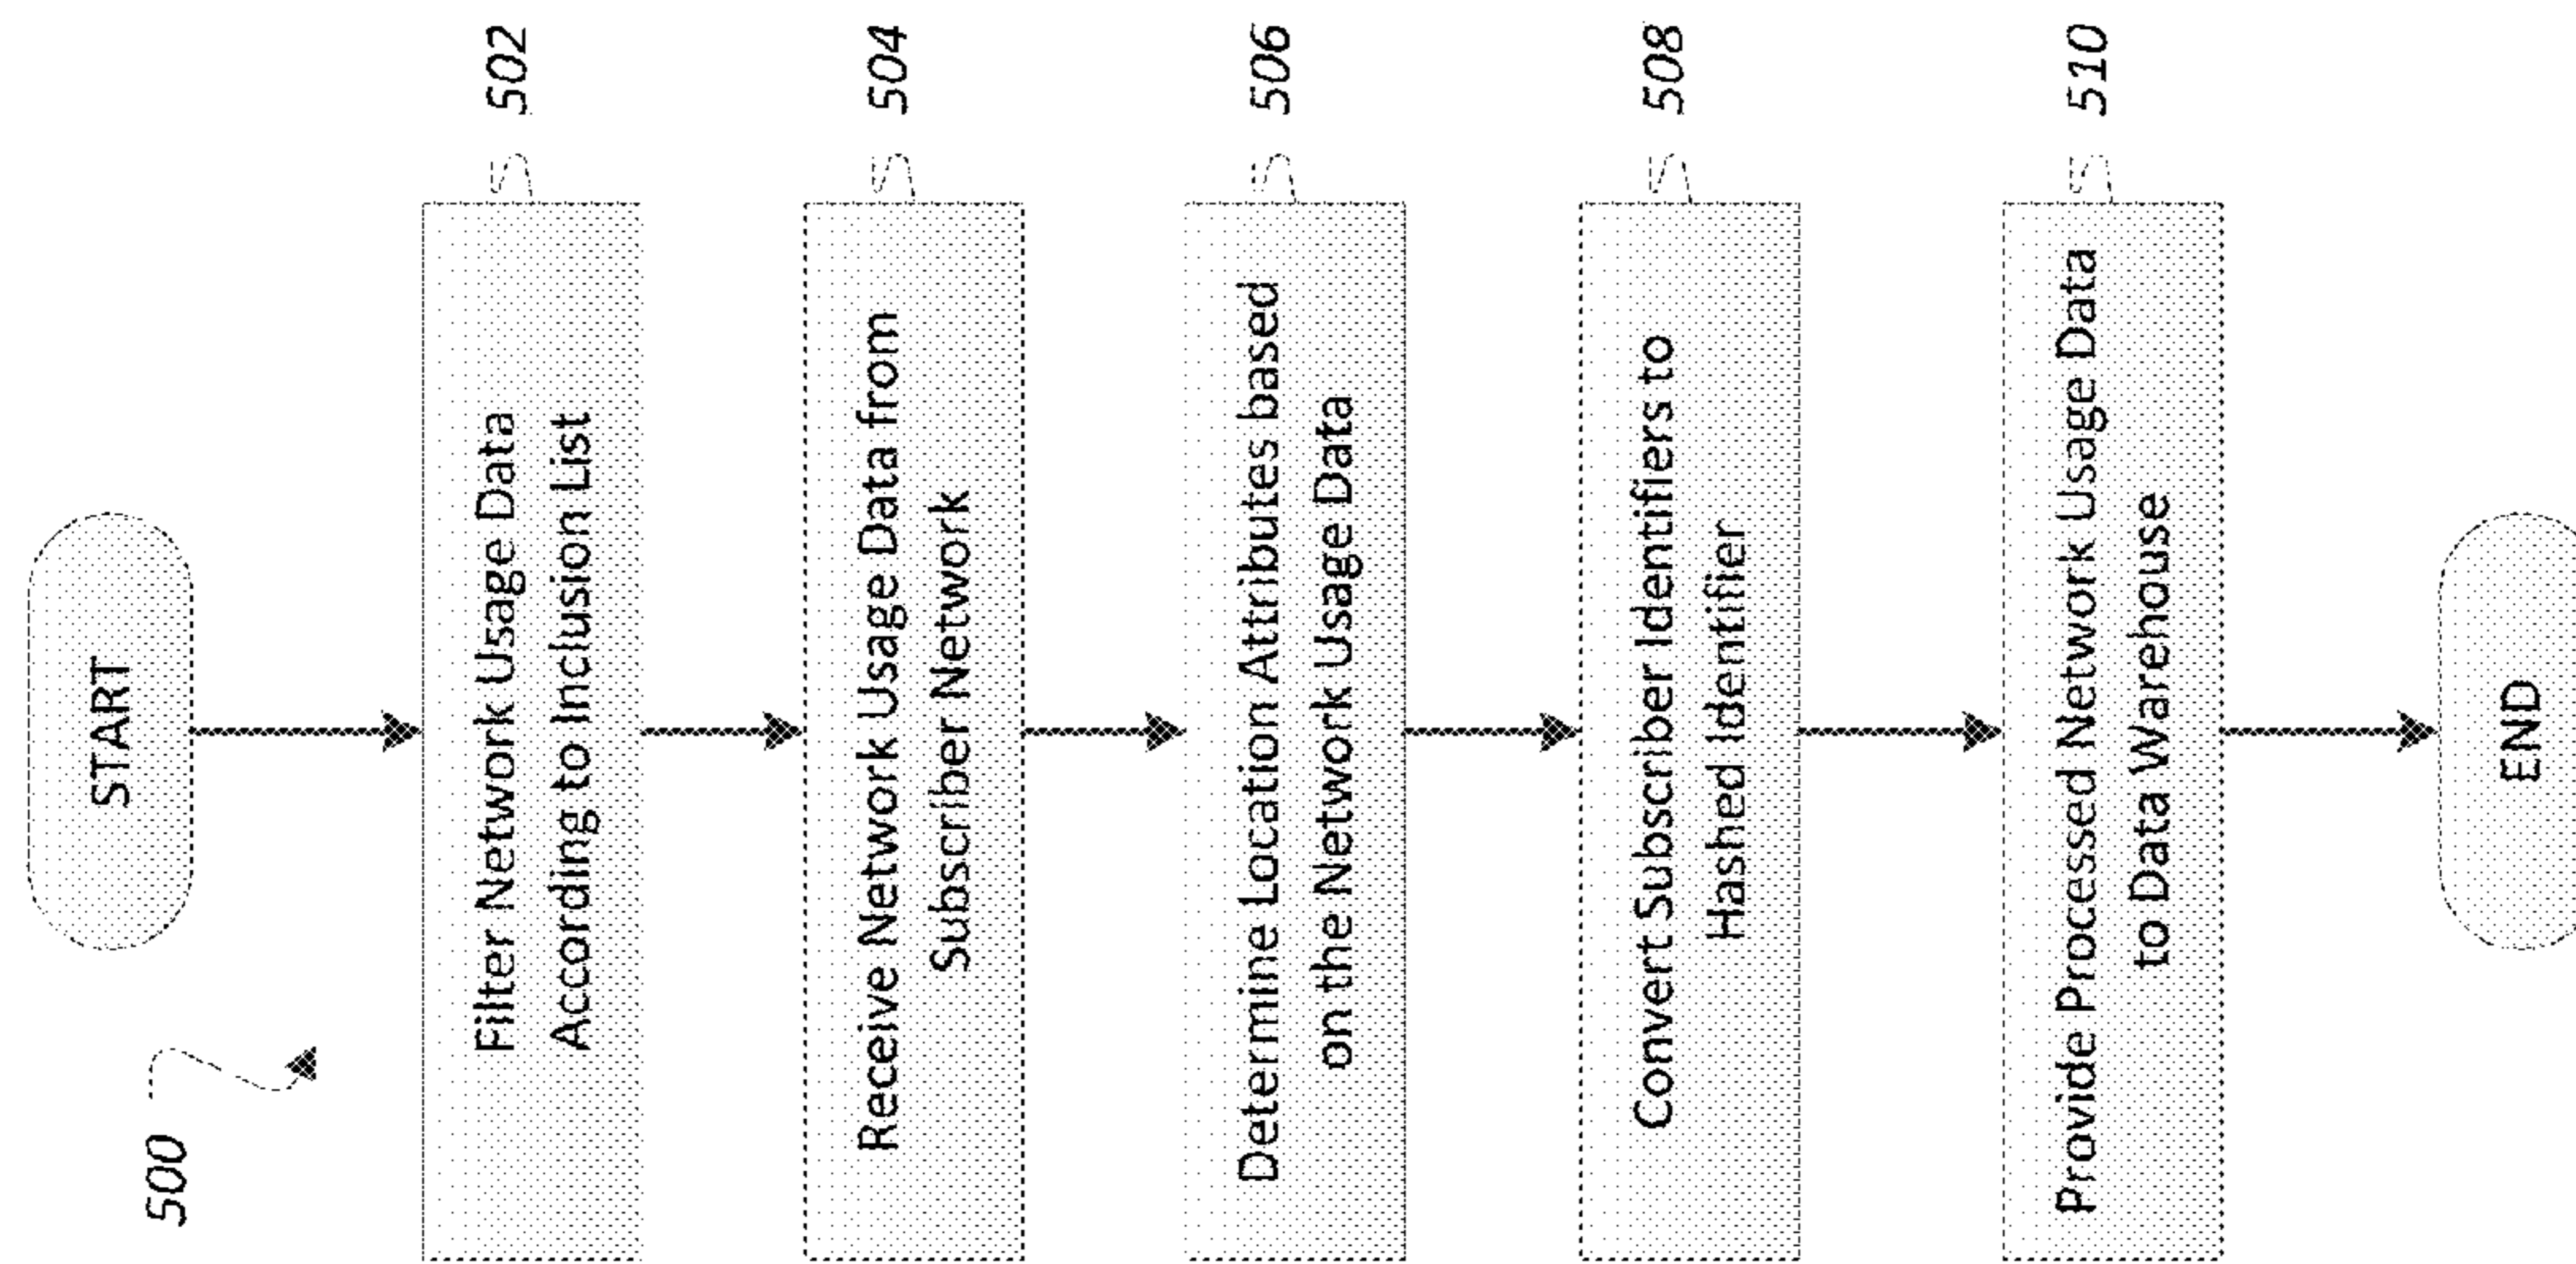 500
START
Filter Network Usage Data
According to Inclusion List
502
Receive Network Usage Data from
Subscriber Network
504
Determine Location Attributes based
on the Network Usage Data
506
Convert Subscriber Identifiers to
Hashed Identifier
508
Provide Processed Network Usage Data
to Data Warehouse
510
END